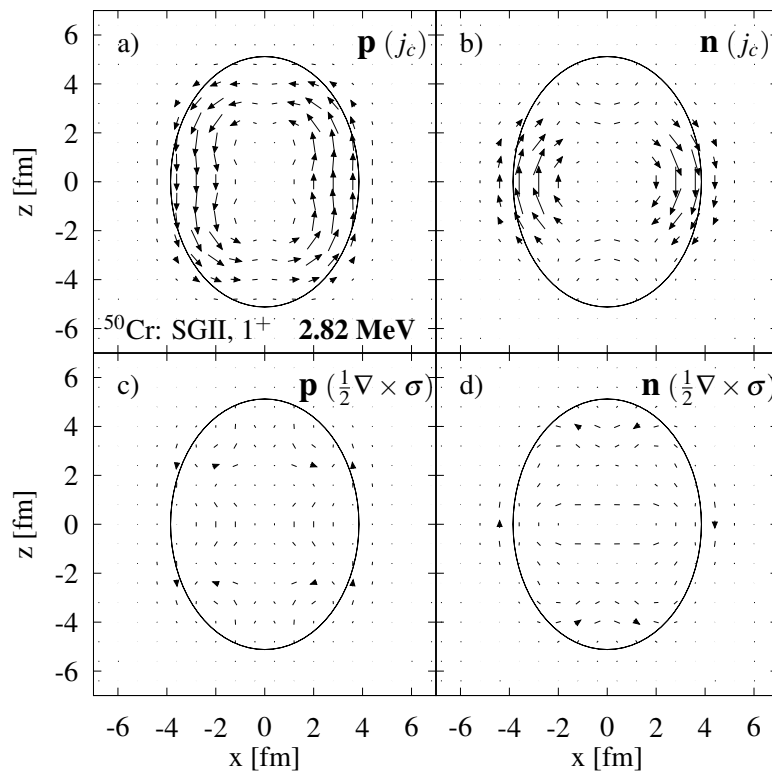 a) p (j_c)
b) n (j_c)
6
4
2
0
-2
-4
-6
z [fm]
⁵⁰Cr: SGII, 1⁺ 2.82 MeV
c) p (½∇ × σ)
d) n (½∇ × σ)
6
4
2
0
-2
-4
-6
z [fm]
-6 -4 -2 0 2 4 6
-6 -4 -2 0 2 4 6
x [fm]
x [fm]